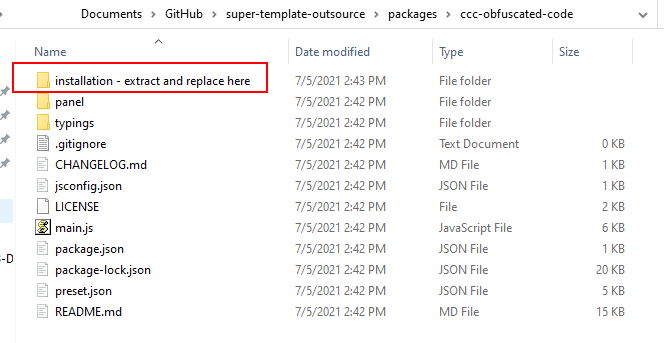 Documents > GitHub > super-template-outsource > packages > ccc-obfuscated-code
Name Date modified Type Size
installation - extract and replace here 7/5/2021 2:43 PM File folder
panel 7/5/2021 2:42 PM File folder
typings 7/5/2021 2:42 PM File folder
.gitignore 7/5/2021 2:42 PM Text Document 0 KB
CHANGELOG.md 7/5/2021 2:42 PM MD File 1 KB
jsconfig.json 7/5/2021 2:42 PM JSON File 1 KB
LICENSE 7/5/2021 2:42 PM File 2 KB
main.js 7/5/2021 2:42 PM JavaScript File 6 KB
package.json 7/5/2021 2:42 PM JSON File 1 KB
package-lock.json 7/5/2021 2:42 PM JSON File 20 KB
preset.json 7/5/2021 2:42 PM JSON File 5 KB
README.md 7/5/2021 2:42 PM MD File 15 KB